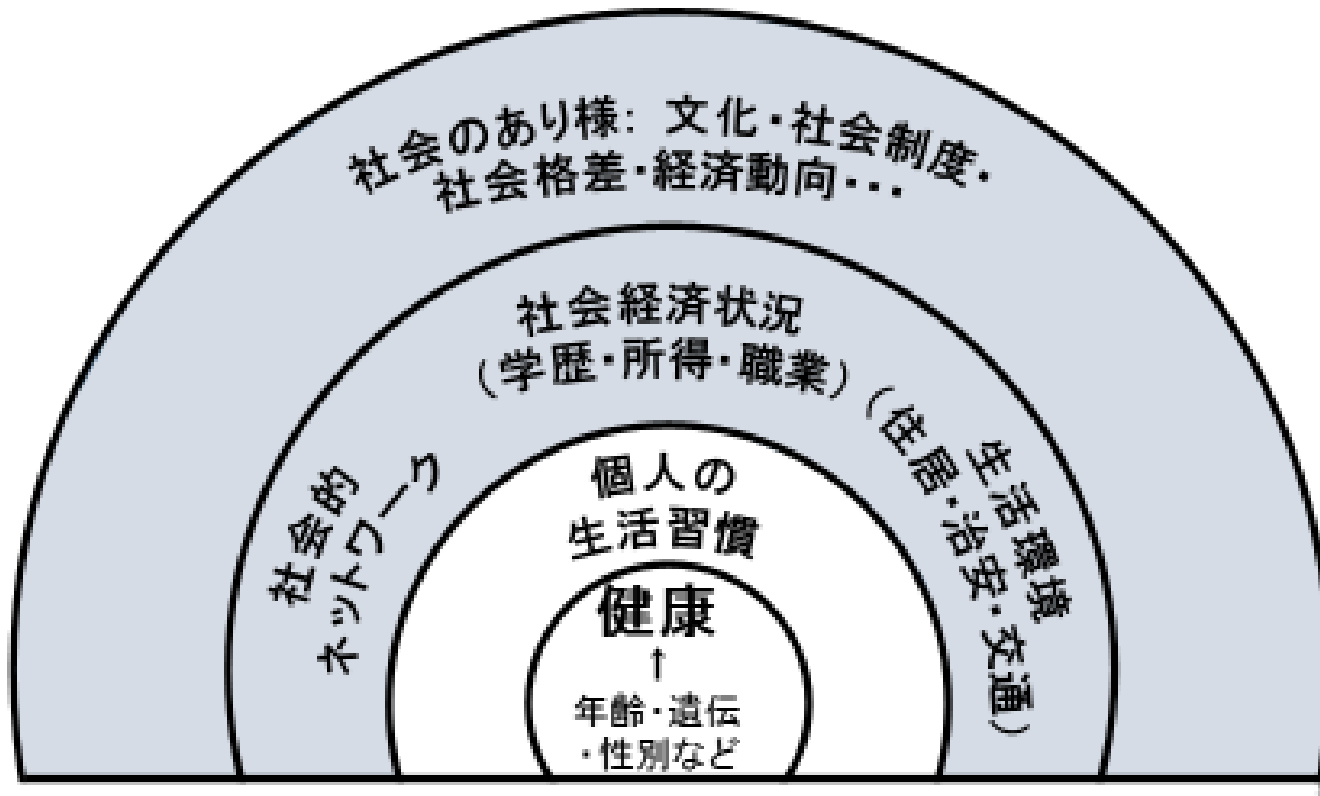 社会のあり様: 文化・社会制度・
社会格差・経済動向・・・
社会経済状況
(学歴・所得・職業)
社会的
ネットワーク
生活環境
(住居・治安・交通)
個人の
生活習慣
健康
↑
年齢・遺伝
・性別など